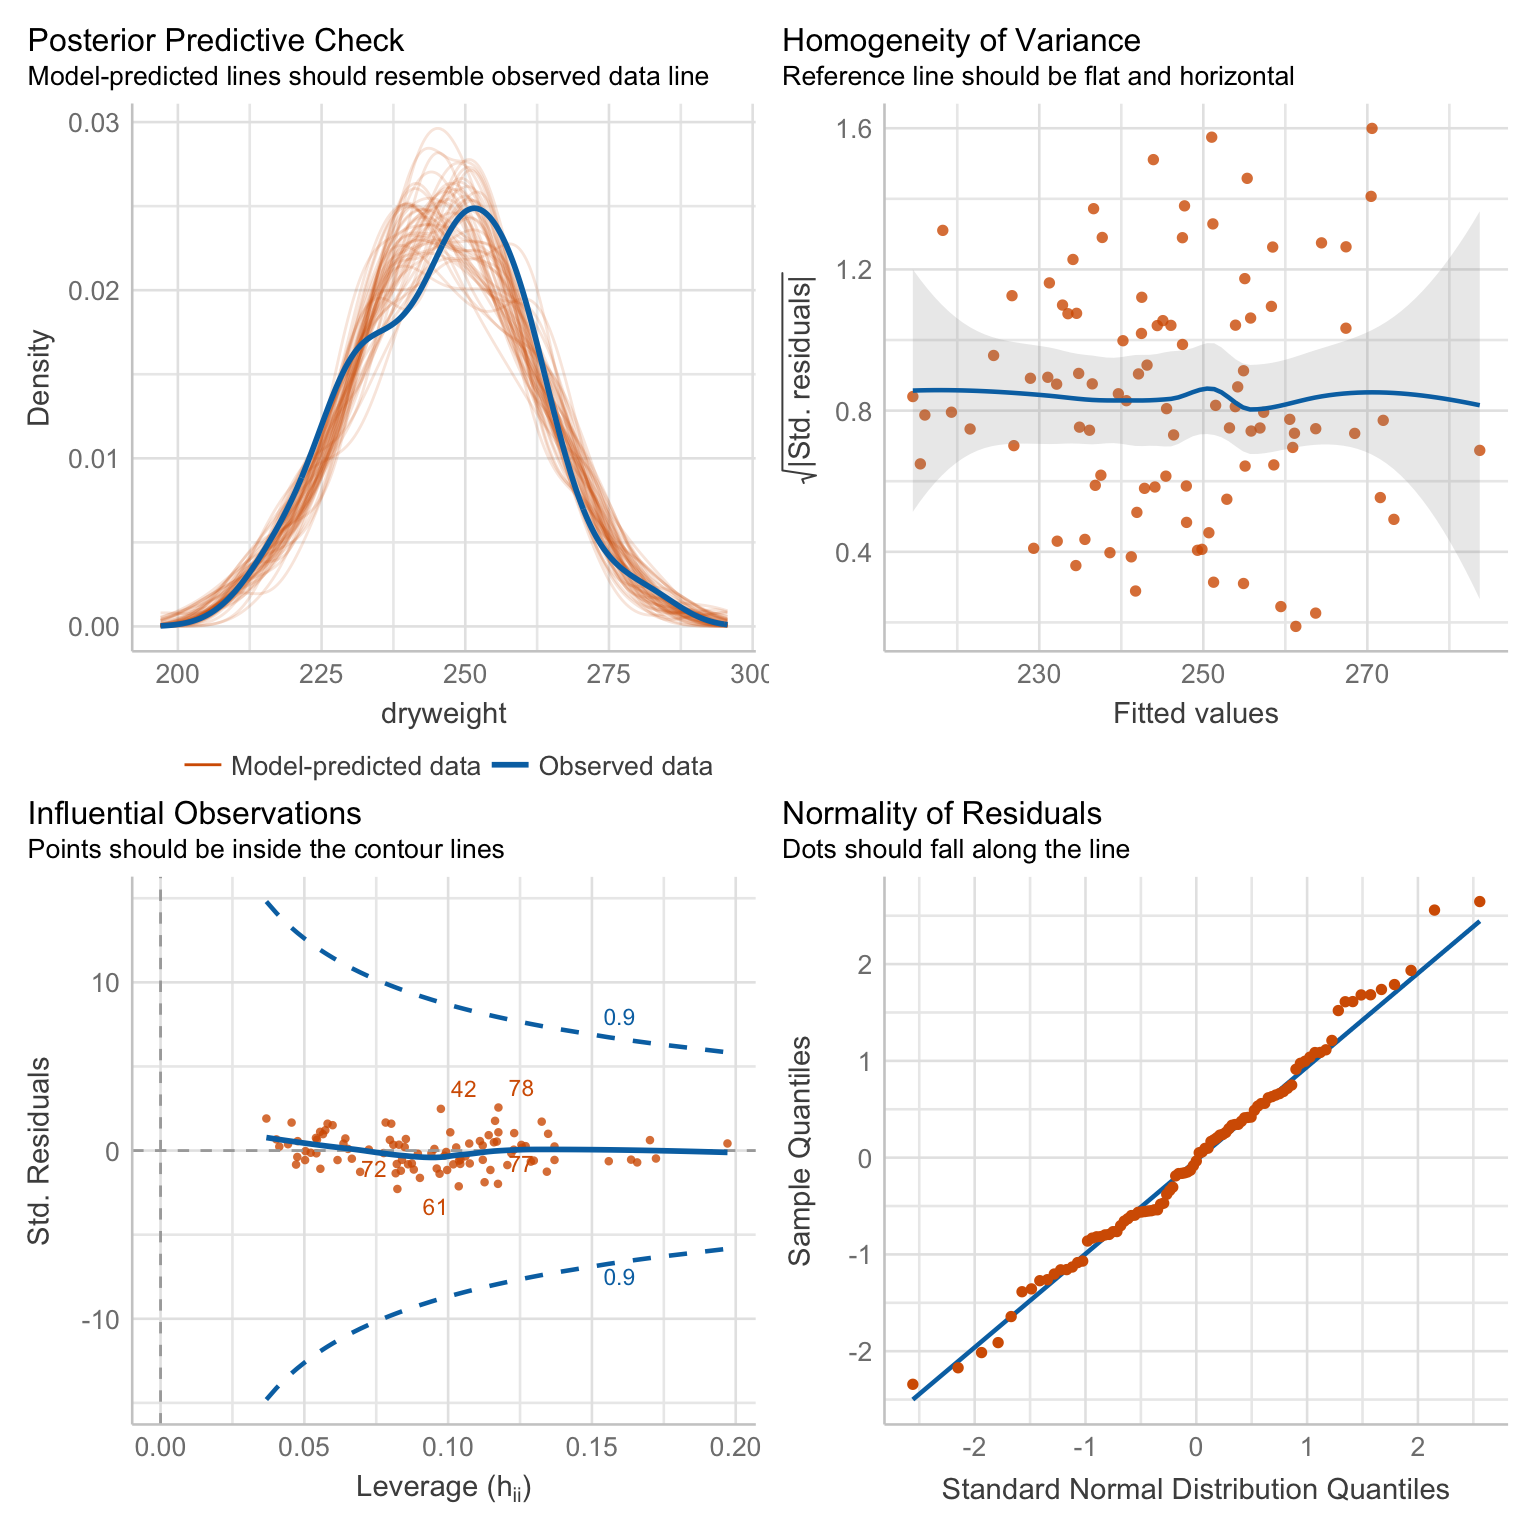 Posterior Predictive Check
Model-predicted lines should resemble observed data line
0.03
0.02
0.01
0.00
Density
200 225 250 275 300
dryweight
Model-predicted data Observed data
Homogeneity of Variance
Reference line should be flat and horizontal
1.6
1.2
0.8
0.4
√|Std. residuals|
230 250 270
Fitted values
Influential Observations
Points should be inside the contour lines
10
0
-10
Std. Residuals
0.9
42 78
72 77
61
0.9
0.00 0.05 0.10 0.15 0.20
Leverage (hii)
Normality of Residuals
Dots should fall along the line
2
1
0
-1
-2
Sample Quantiles
-2 -1 0 1 2
Standard Normal Distribution Quantiles